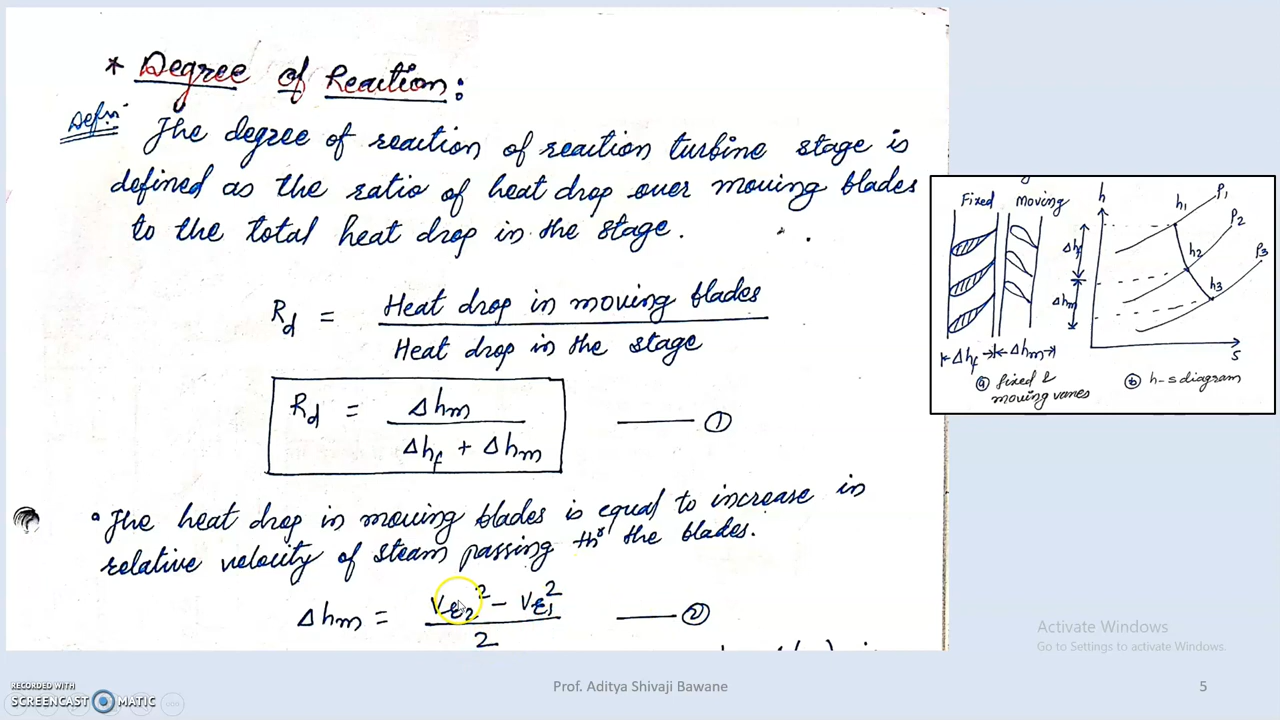 * Degree of Reaction:
Defn:
The degree of reaction of reaction turbine stage is
defined as the ratio of heat drop over moving blades
to the total heat drop in the stage.
Rd = Heat drop in moving blades
Heat drop in the stage
Rd = Δhm
Δhf + Δhm
——— ①
• The heat drop in moving blades is equal to increase in
relative velocity of steam passing thr the blades.
Δhm = Vr2² - Vr1²
2
——— ②
Fixed Moving
Δhf Δhm
ⓐ fixed & moving vanes
h
h1 P1
h2 P2
h3 P3
Δhf
Δhm
s
ⓑ h-s diagram
Activate Windows
Go to Settings to activate Windows.
RECORDED WITH
SCREENCAST MATIC
Prof. Aditya Shivaji Bawane
5